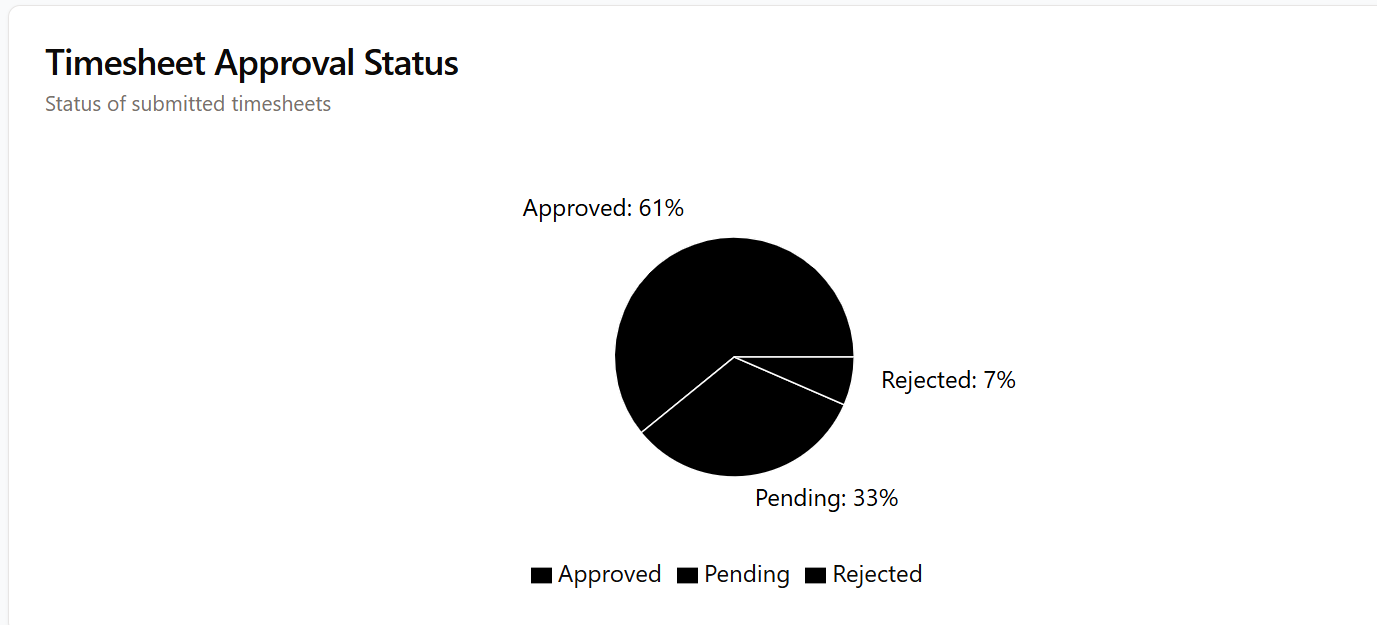 Timesheet Approval Status
Status of submitted timesheets
Approved: 61%
Rejected: 7%
Pending: 33%
Approved Pending Rejected